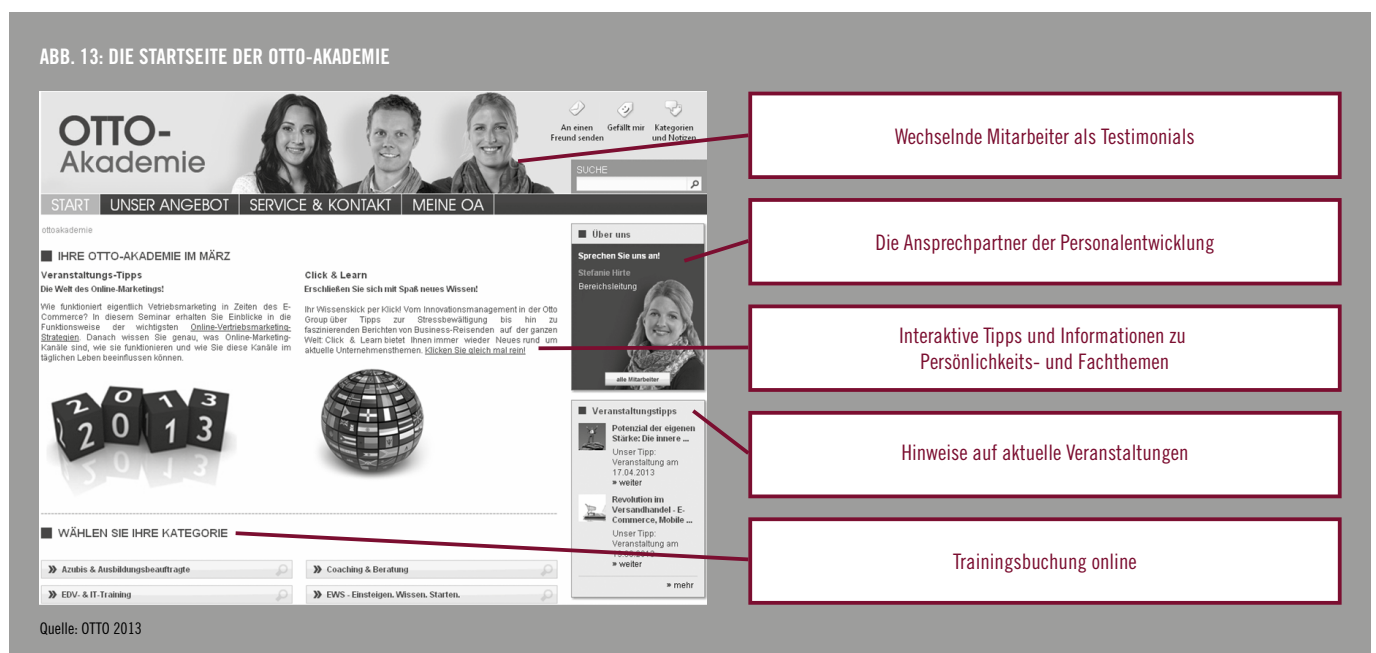 ABB. 13: DIE STARTSEITE DER OTTO-AKADEMIE
OTTO-
Akademie
An einen
Freund senden
Gefällt mir
Kategorien
und Notizen
SUCHE
START UNSER ANGEBOT SERVICE & KONTAKT MEINE OA
ottoakademie
IHRE OTTO-AKADEMIE IM MÄRZ
Veranstaltungs-Tipps
Die Welt des Online-Marketings!
Wie funktioniert eigentlich Vetriebsmarketing in Zeiten des E-
Commerce? In diesem Seminar erhalten Sie Einblicke in die
Funktionsweise der wichtigsten Online-Vertriebsmarketing-
Strategien. Danach wissen Sie genau, was Online-Marketing-
Kanäle sind, wie sie funktionieren und wie Sie diese Kanäle im
täglichen Leben beeinflussen können.
Click & Learn
Erschließen Sie sich mit Spaß neues Wissen!
Ihr Wissenskick per Klick! Vom Innovationsmanagement in der Otto
Group über Tipps zur Stressbewältigung bis hin zu
faszinierenden Berichten von Business-Reisenden auf der ganzen
Welt: Click & Learn bietet Ihnen immer wieder Neues rund um
aktuelle Unternehmensthemen. Klicken Sie gleich mal rein!
2 0 1 3
2 0 1 3
Über uns
Sprechen Sie uns an!
Stefanie Hirte
Bereichsleitung
alle Mitarbeiter
Veranstaltungstipps
Potenzial der eigenen
Stärke: Die innere ...
Unser Tipp:
Veranstaltung am
17.04.2013
» weiter
Revolution im
Versandhandel - E-
Commerce, Mobile ...
Unser Tipp:
Veranstaltung am
» weiter
» mehr
WÄHLEN SIE IHRE KATEGORIE
» Azubis & Ausbildungsbeauftragte
» Coaching & Beratung
» EDV- & IT-Training
» EWS - Einsteigen. Wissen. Starten.
Wechselnde Mitarbeiter als Testimonials
Die Ansprechpartner der Personalentwicklung
Interaktive Tipps und Informationen zu
Persönlichkeits- und Fachthemen
Hinweise auf aktuelle Veranstaltungen
Trainingsbuchung online
Quelle: OTTO 2013